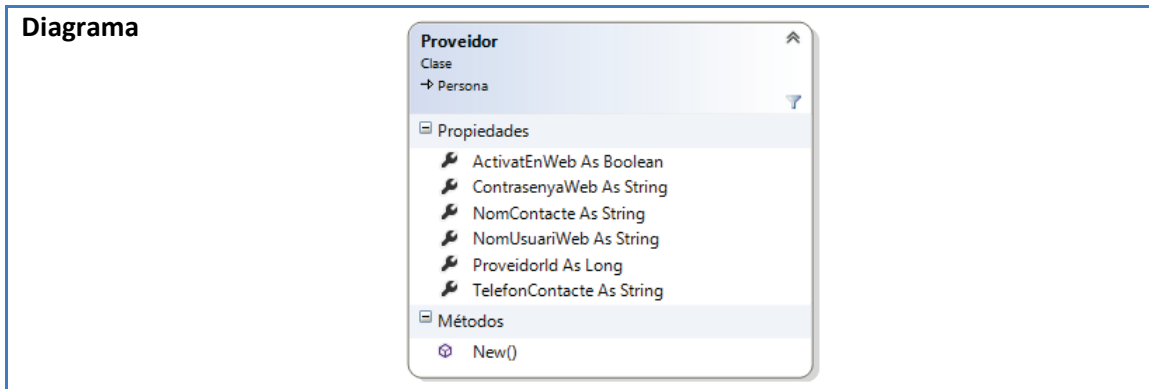 Diagrama
Proveidor
Clase
Persona
Propiedades
ActivatEnWeb As Boolean
ContrasenyaWeb As String
NomContacte As String
NomUsuariWeb As String
ProveidorId As Long
TelefonContacte As String
Métodos
New()